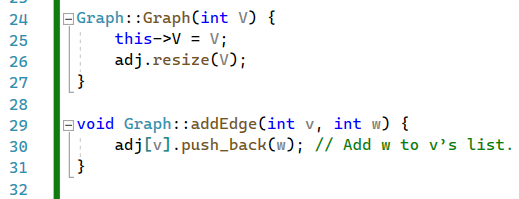 24 Graph::Graph(int V) {
25 this->V = V;
26 adj.resize(V);
27 }
28
29 void Graph::addEdge(int v, int w) {
30 adj[v].push_back(w); // Add w to v's list.
31 }
32